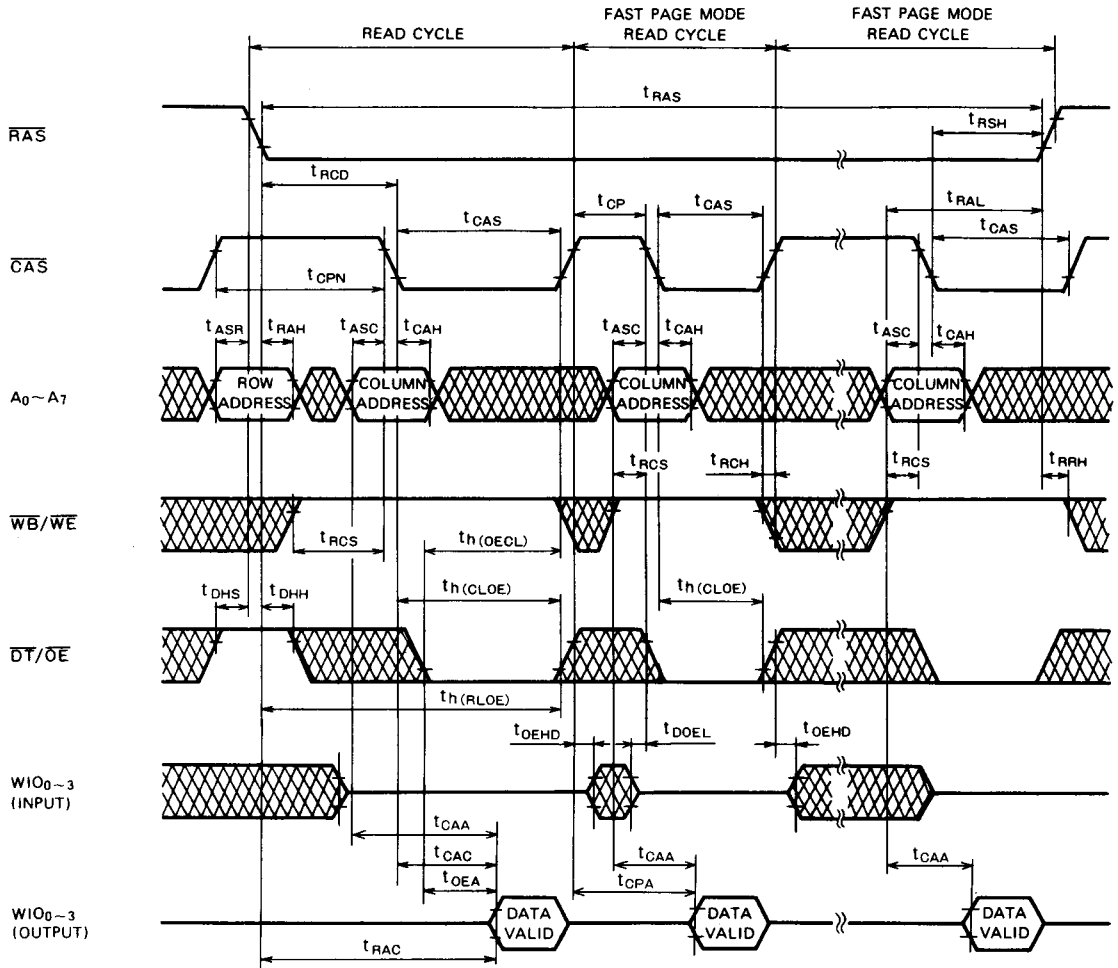 FAST PAGE MODE
FAST PAGE MODE
READ CYCLE
READ CYCLE
READ CYCLE
tRAS
RAS
tRSH
tRCD
tCP
tCAS
tRAL
tCAS
tCAS
CAS
tCPN
tASR
tRAH
tASC
tCAH
tASC
tCAH
tASC
tCAH
A0~A7
ROW
ADDRESS
COLUMN
ADDRESS
COLUMN
ADDRESS
COLUMN
ADDRESS
tRCS
tRCH
tRCS
tRRH
WB/WE
tRCS
th(OECL)
tDHS
tDHH
th(CLOE)
th(CLOE)
DT/OE
th(RLOE)
tOEHD
tDOEL
tOEHD
WIO0~3
(INPUT)
tCAA
tCAC
tCAA
tCAA
tOEA
tCPA
WIO0~3
(OUTPUT)
DATA
VALID
DATA
VALID
DATA
VALID
tRAC